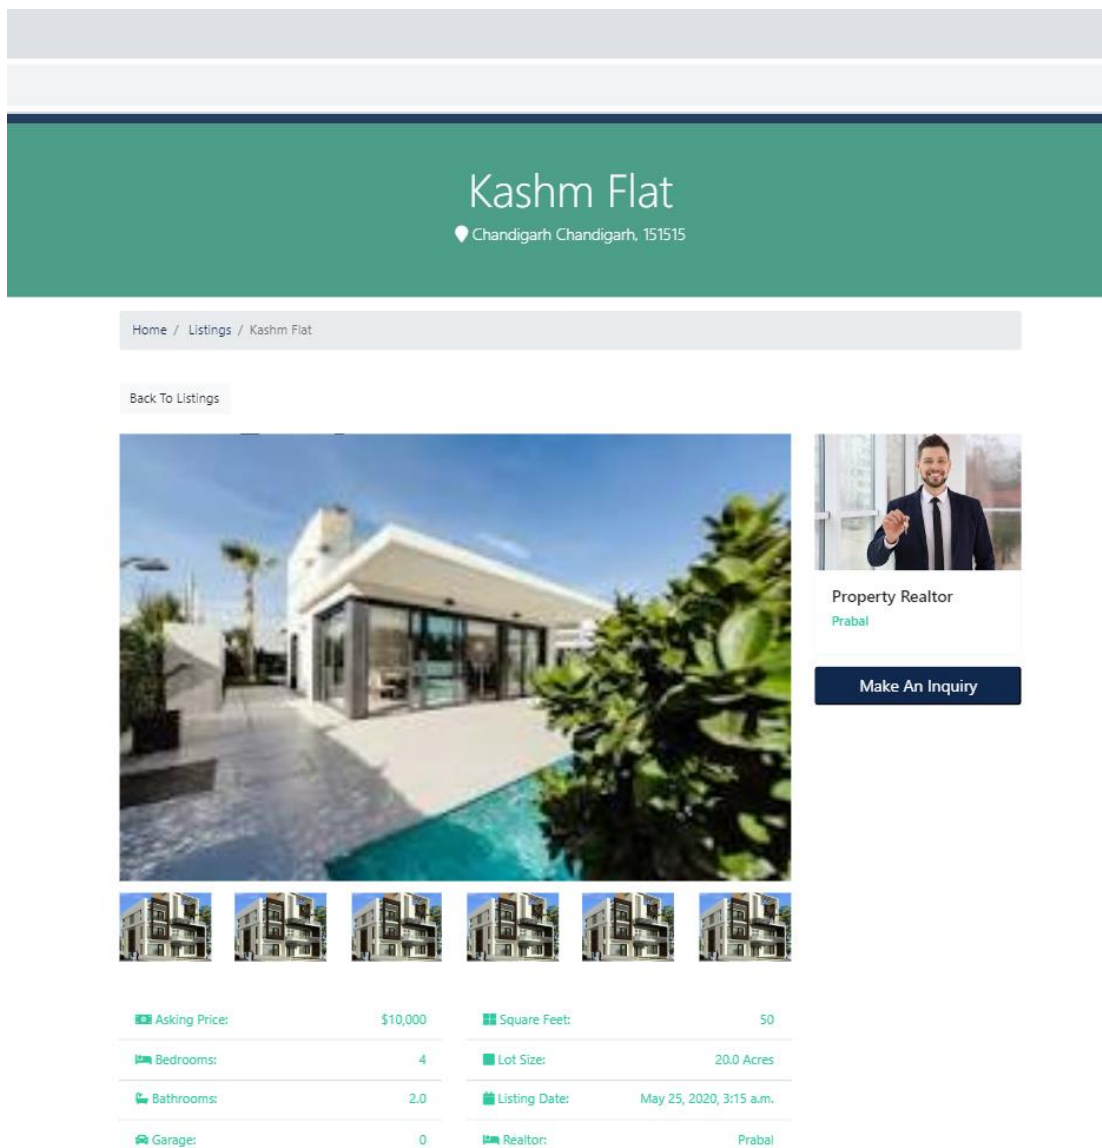 Kashm Flat
Chandigarh Chandigarh, 151515
Home / Listings / Kashm Flat
Back To Listings
Property Realtor
Prabal
Make An Inquiry
Asking Price: $10,000
Square Feet: 50
Bedrooms: 4
Lot Size: 20.0 Acres
Bathrooms: 2.0
Listing Date: May 25, 2020, 3:15 a.m.
Garage: 0
Realtor: Prabal